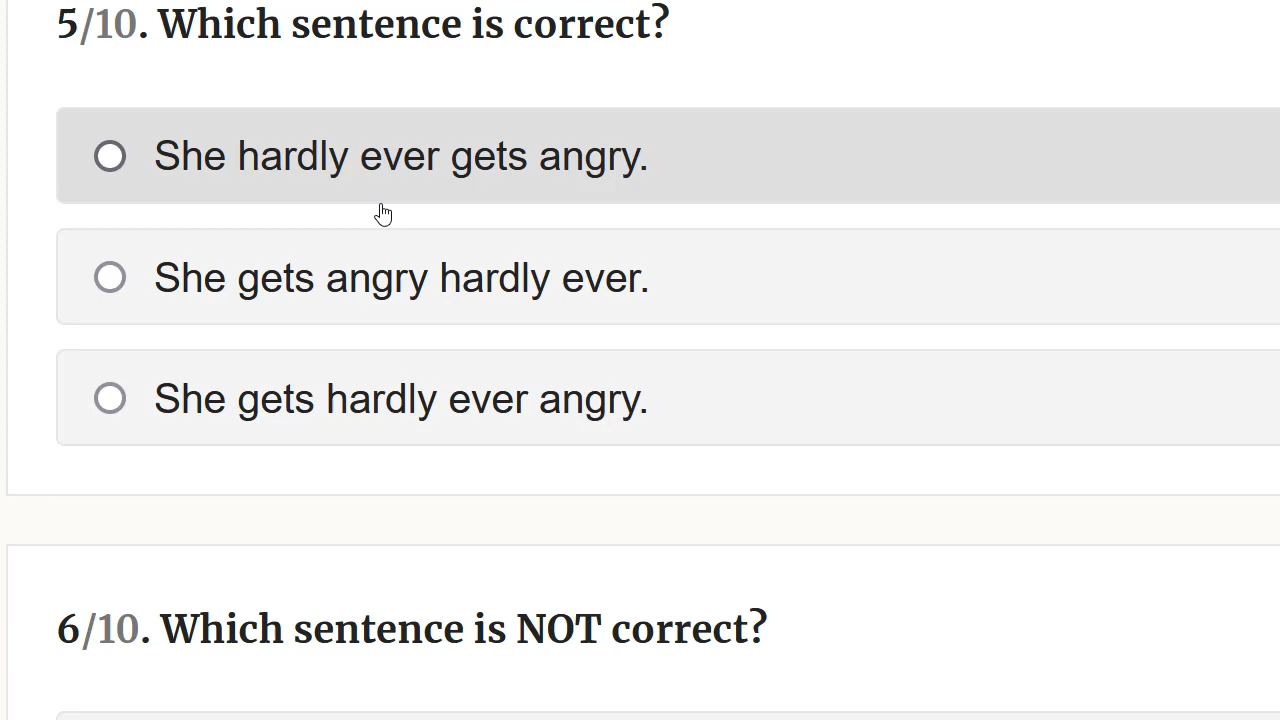 5/10. Which sentence is correct?
She hardly ever gets angry.
She gets angry hardly ever.
She gets hardly ever angry.
6/10. Which sentence is NOT correct?